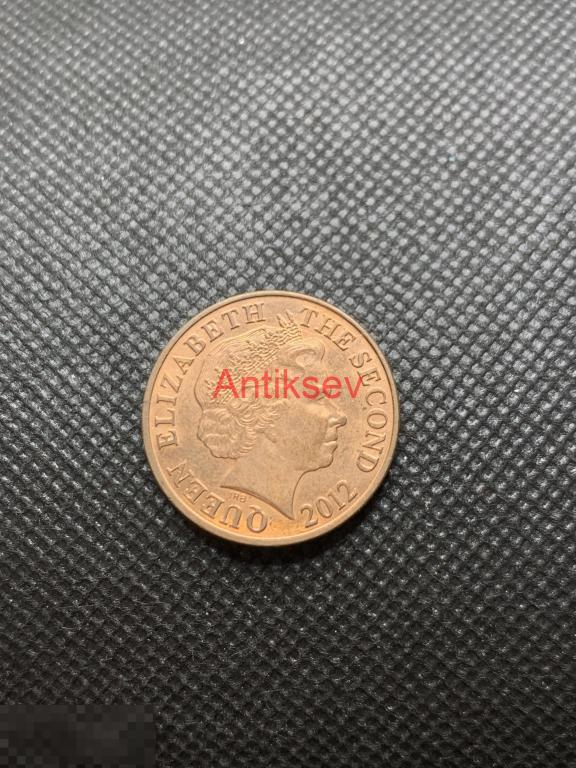 QUEEN ELIZABETH THE SECOND 2012
IRB
Antiksev